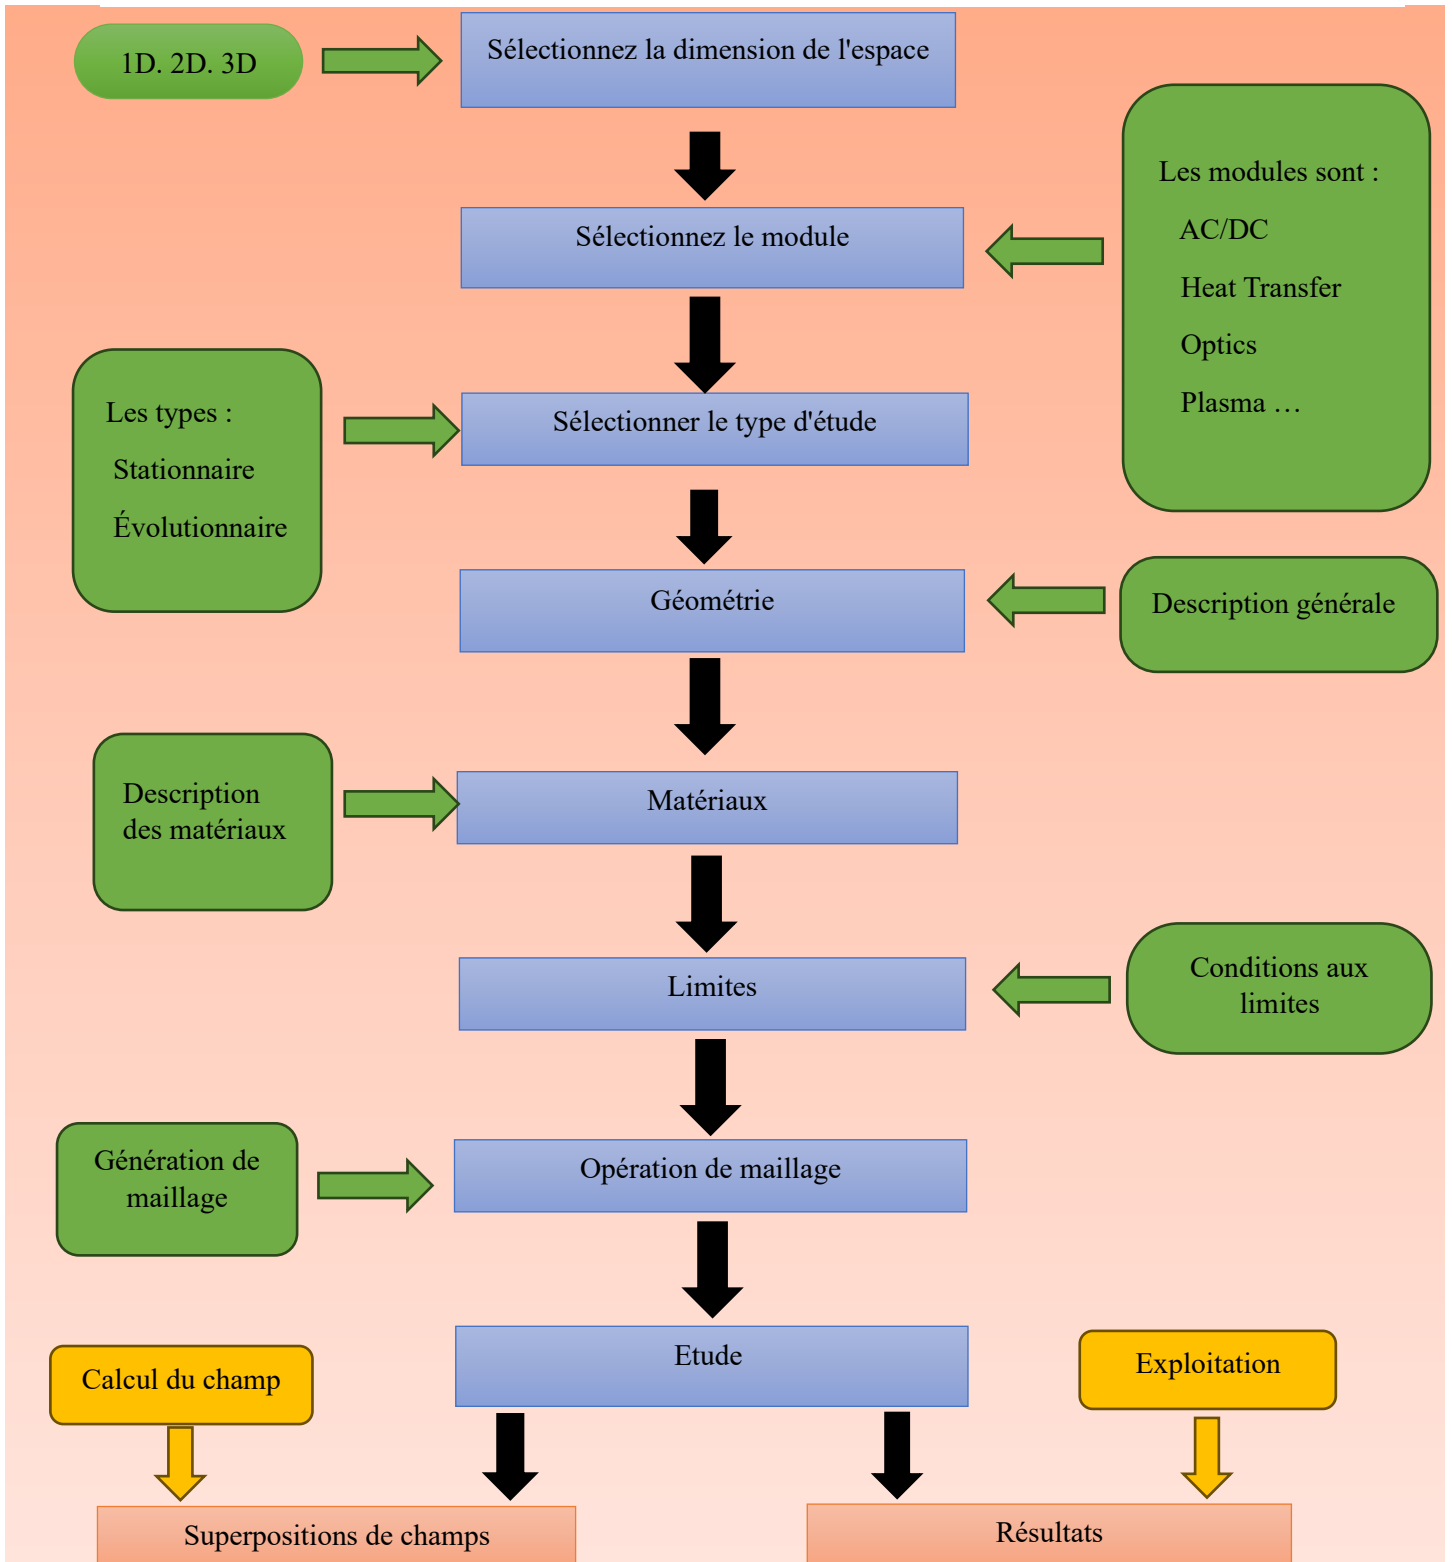 1D. 2D. 3D
Sélectionnez la dimension de l'espace
Sélectionnez le module
Les modules sont :
AC/DC
Heat Transfer
Optics
Plasma …
Les types :
Stationnaire
Évolutionnaire
Sélectionner le type d'étude
Géométrie
Description générale
Description
des matériaux
Matériaux
Limites
Conditions aux
limites
Génération de
maillage
Opération de maillage
Etude
Calcul du champ
Exploitation
Superpositions de champs
Résultats